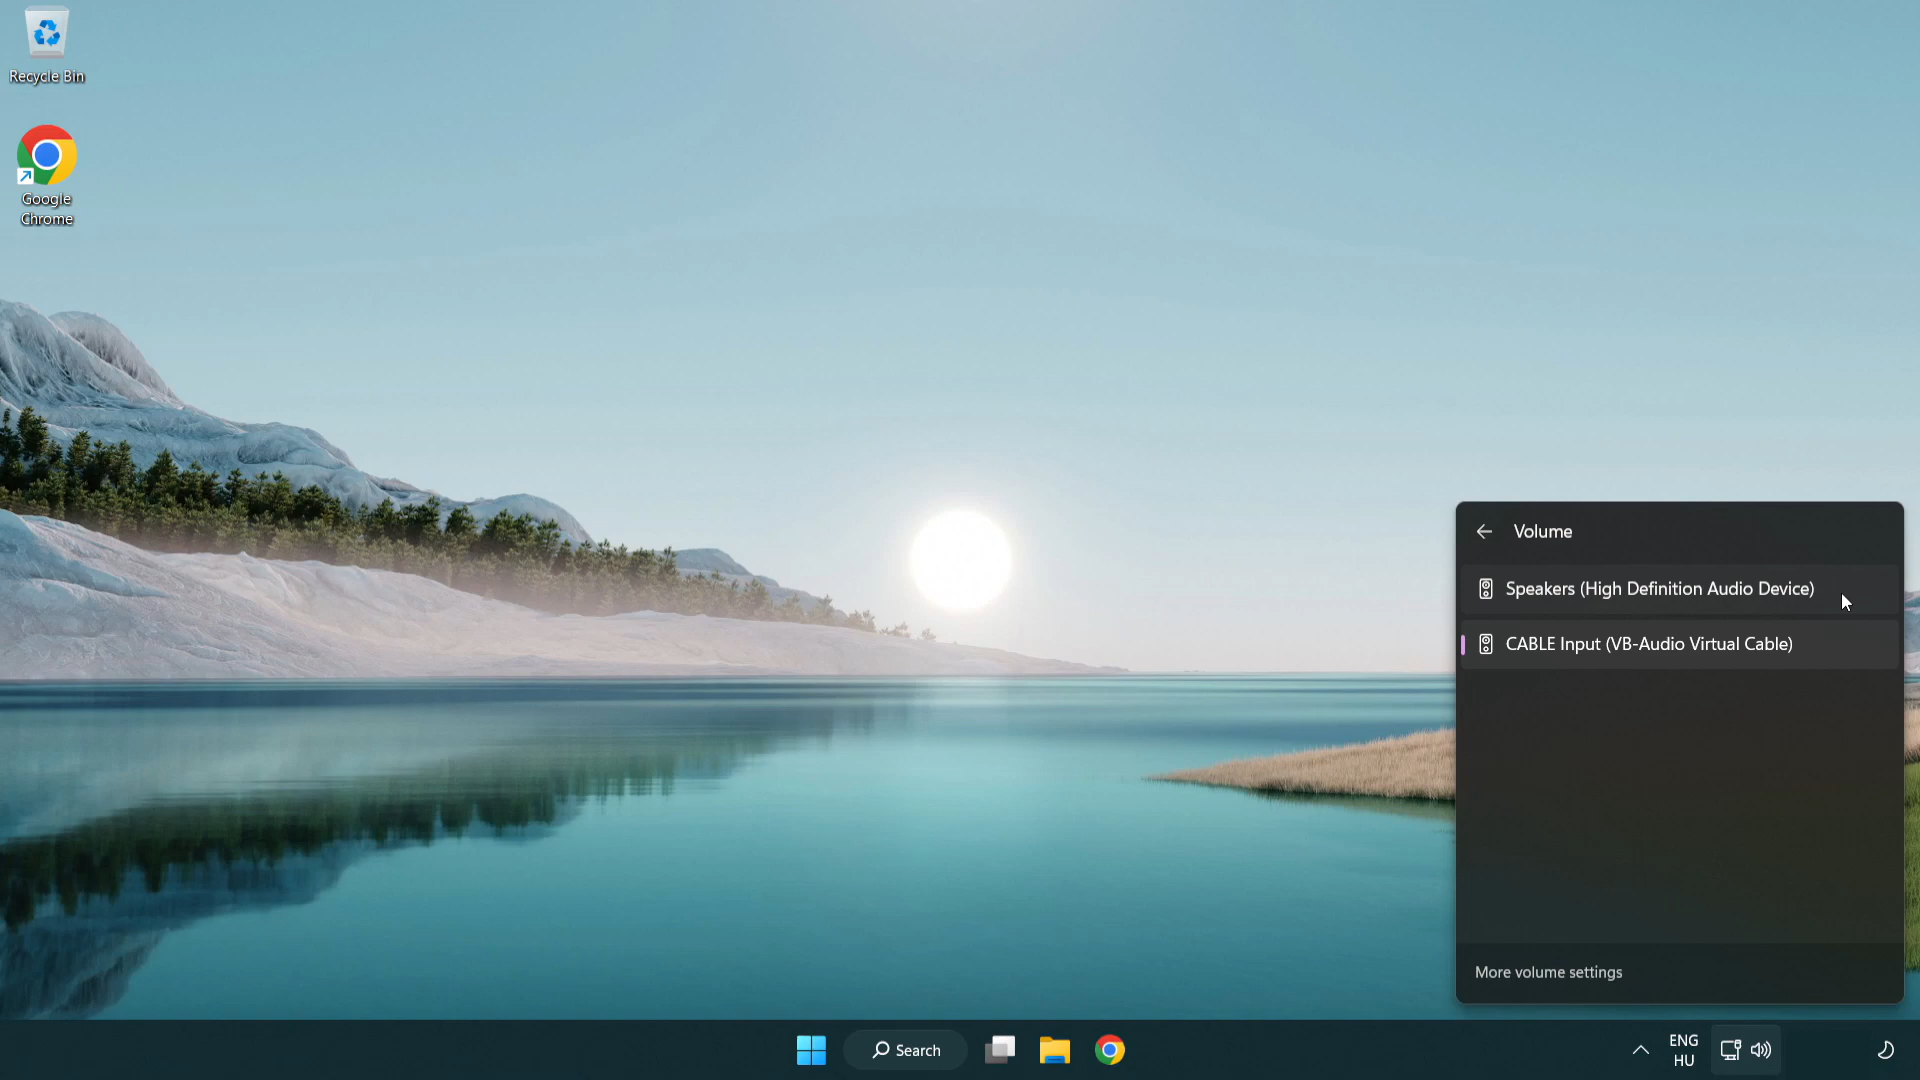 Recycle Bin
Google
Chrome
Volume
Speakers (High Definition Audio Device)
CABLE Input (VB-Audio Virtual Cable)
More volume settings
Search
ENG
HU